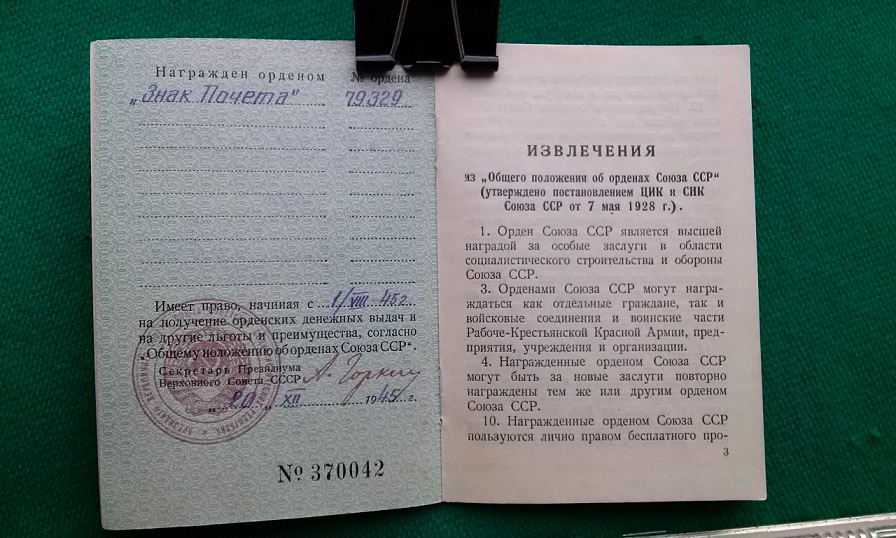 Награжден орденом № ордена
„Знак Почета" 79329
Имеет право, начиная с 1/VIII-45г.
на получение орденских денежных выдач и
на другие льготы и преимущества, согласно
„Общему положению об орденах Союза ССР".
Секретарь Президиума
Верховного Совета СССР А. Горкин
„20„ XII 1945 г.
№ 370042
ИЗВЛЕЧЕНИЯ
из „Общего положения об орденах Союза ССР"
(утверждено постановлением ЦИК и СНК
Союза ССР от 7 мая 1928 г.).
1. Орден Союза ССР является высшей
наградой за особые заслуги в области
социалистического строительства и обороны
Союза ССР.
3. Орденами Союза ССР могут награ-
ждаться как отдельные граждане, так и
войсковые соединения и воинские части
Рабоче-Крестьянской Красной Армии, пред-
приятия, учреждения и организации.
4. Награжденные орденом Союза ССР
могут быть за новые заслуги повторно
награждены тем же или другим орденом
Союза ССР.
10. Награжденные орденом Союза ССР
пользуются лично правом бесплатного про-
3